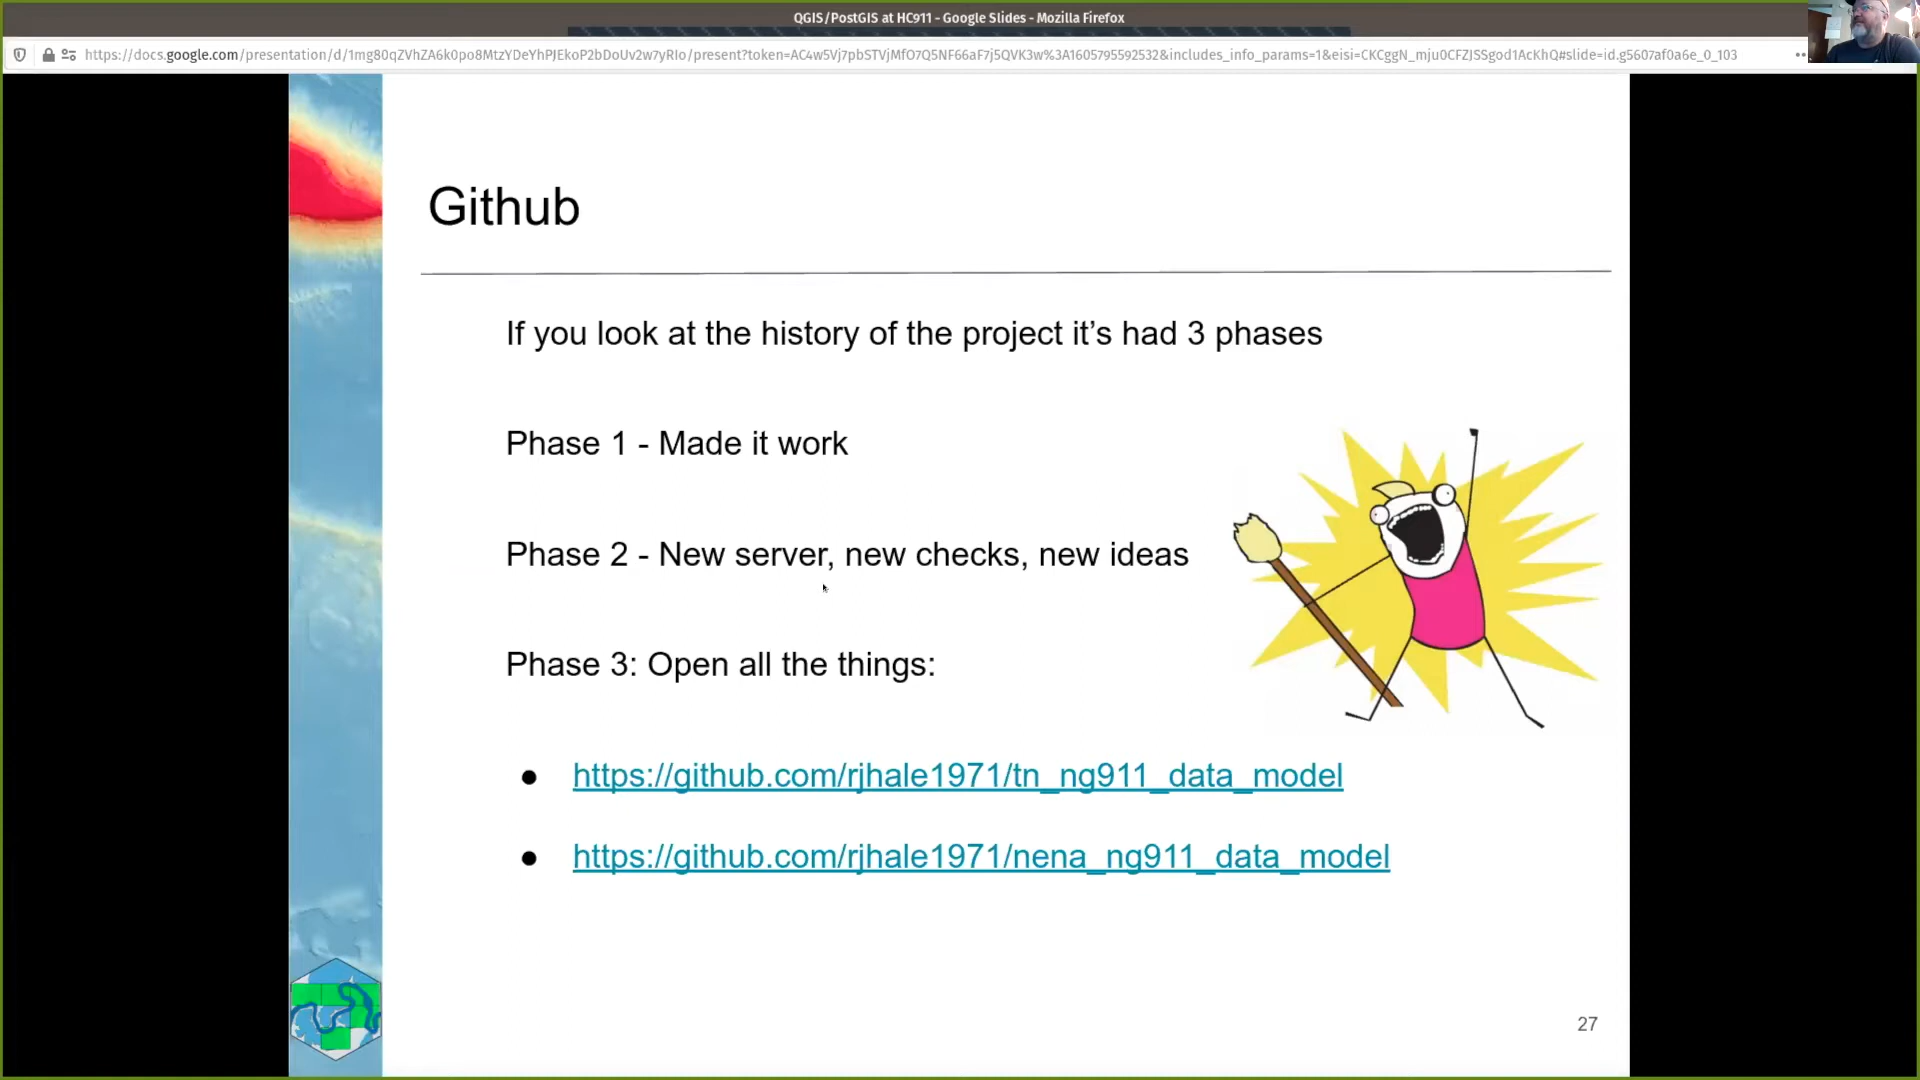 QGIS/PostGIS at HC911 - Google Slides - Mozilla Firefox
https://docs.google.com/presentation/d/1mg80qZVhZA6k0po8MtzYDeYhPJEkoP2bDoUv2w7yRIo/present?token=AC4w5Vj7pbSTVjMfO7Q5NF66aF7j5QVK3w%3A1605795592532&includes_info_params=1&eisi=CKCggN_mju0CFZJSSgod1AcKhQ#slide=id.g5607af0a6e_0_103
Github
If you look at the history of the project it’s had 3 phases
Phase 1 - Made it work
Phase 2 - New server, new checks, new ideas
Phase 3: Open all the things:
● https://github.com/rjhale1971/tn_ng911_data_model
● https://github.com/rjhale1971/nena_ng911_data_model
27